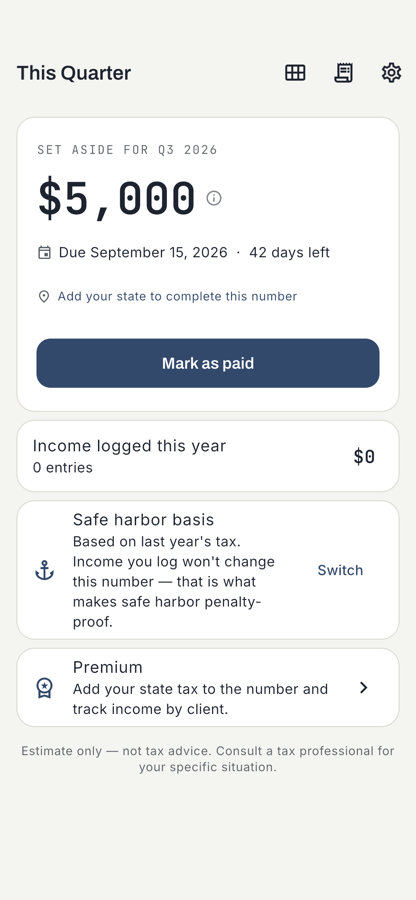 This Quarter
SET ASIDE FOR Q3 2026
$5,000
Due September 15, 2026 · 42 days left
Add your state to complete this number
Mark as paid
Income logged this year
0 entries
$0
Safe harbor basis
Based on last year's tax.
Income you log won't change
this number — that is what
makes safe harbor penalty-
proof.
Switch
Premium
Add your state tax to the number and
track income by client.
Estimate only — not tax advice. Consult a tax professional for
your specific situation.